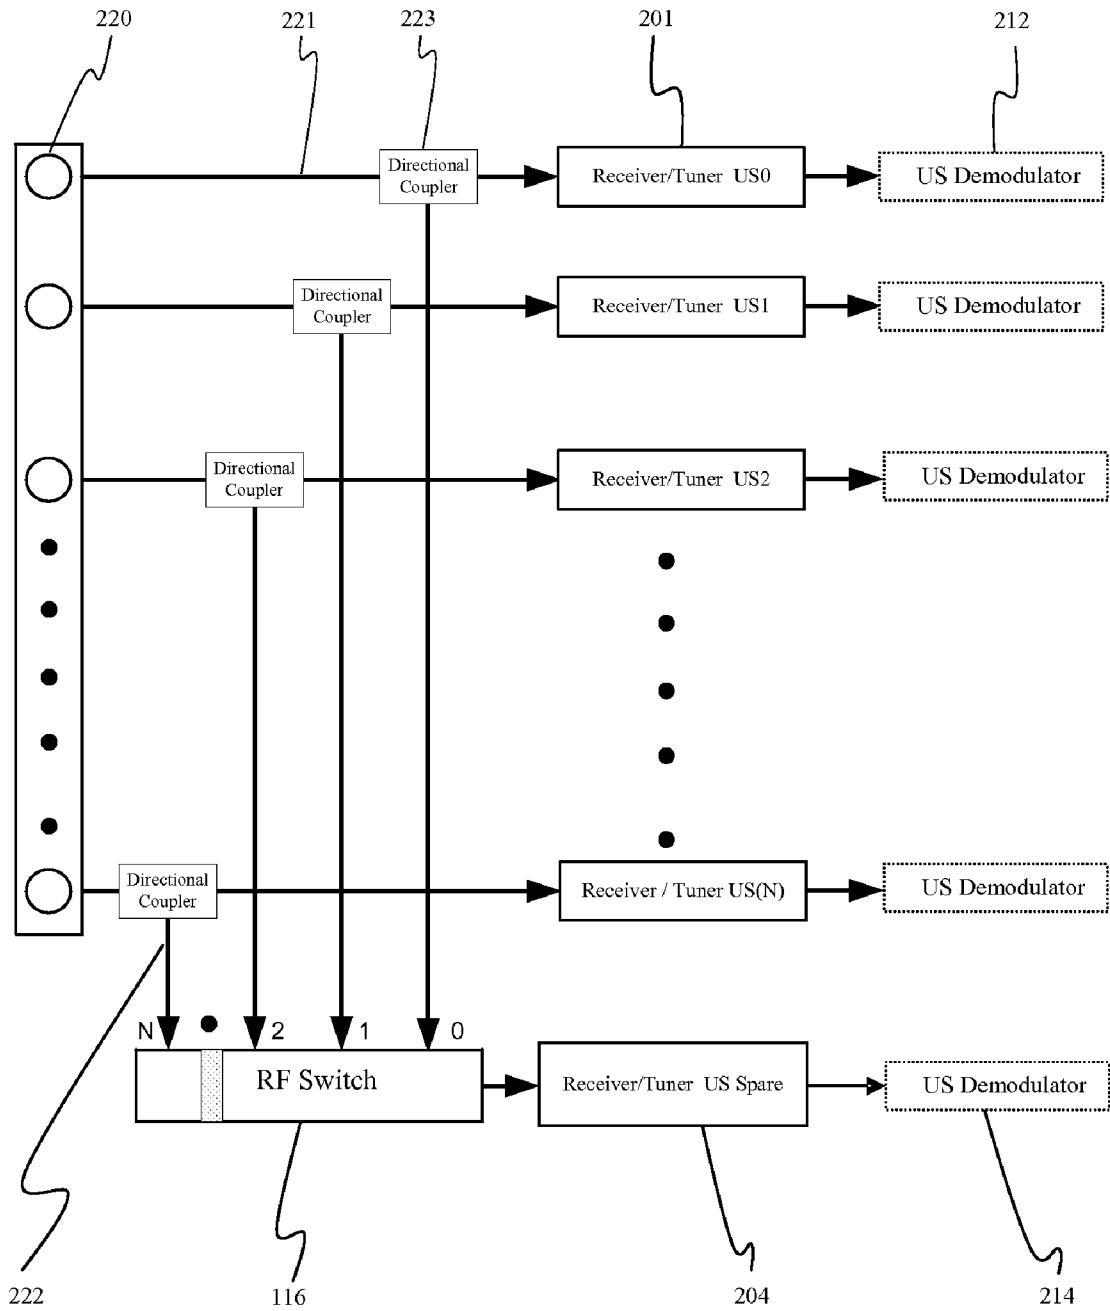 220
221
223
201
212
Directional
Coupler
Receiver/Tuner US0
US Demodulator
Directional
Coupler
Receiver/Tuner US1
US Demodulator
Directional
Coupler
Receiver/Tuner US2
US Demodulator
Directional
Coupler
Receiver / Tuner US(N)
US Demodulator
N
2
1
0
RF Switch
Receiver/Tuner US Spare
US Demodulator
222
116
204
214